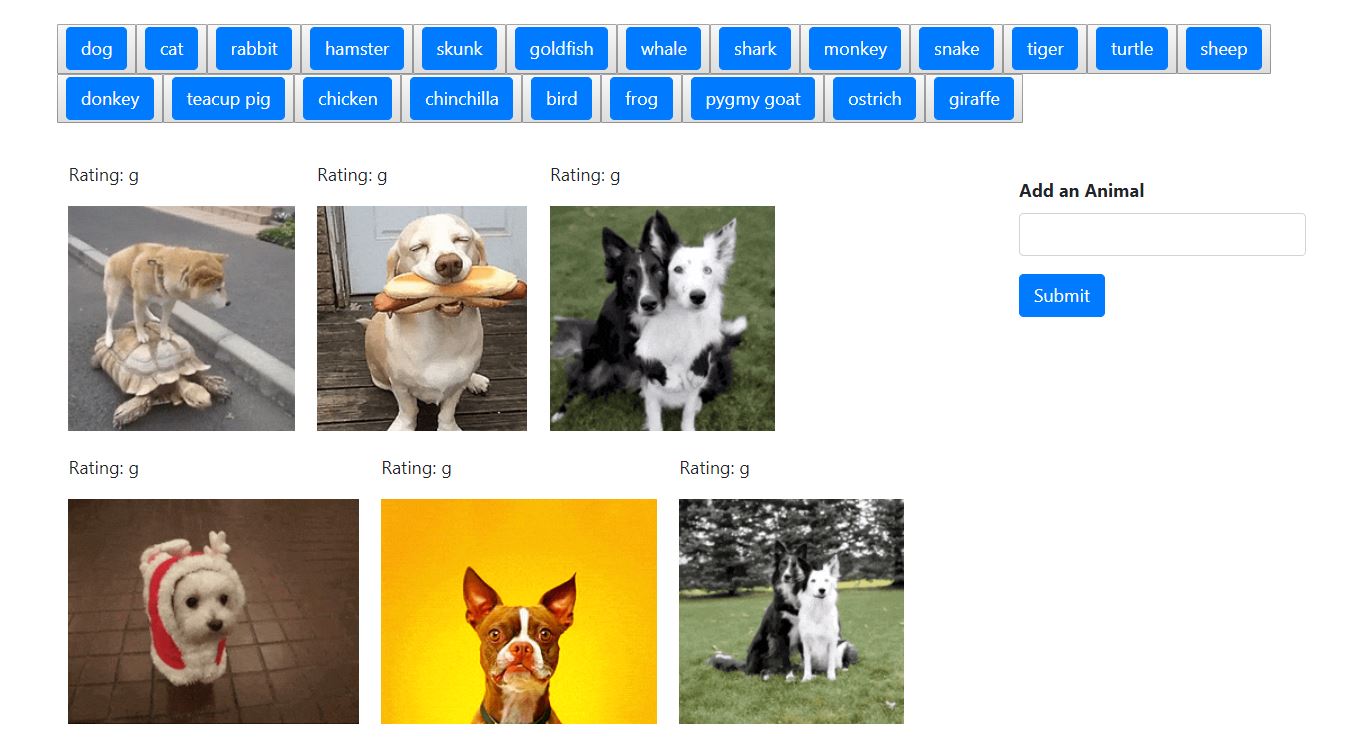 dog cat rabbit hamster skunk goldfish whale shark monkey snake tiger turtle sheep
donkey teacup pig chicken chinchilla bird frog pygmy goat ostrich giraffe
Rating: g Rating: g Rating: g
Add an Animal
Submit
Rating: g Rating: g Rating: g